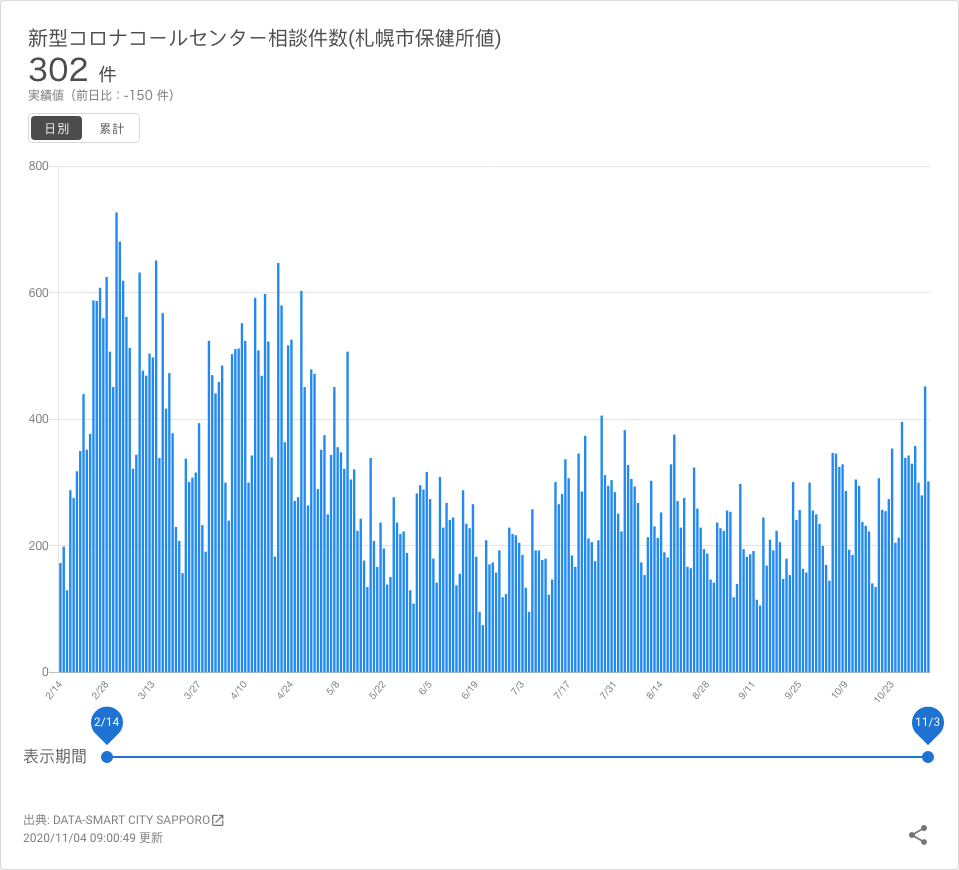 新型コロナコールセンター相談件数(札幌市保健所値)
302 件
実績値（前日比：-150 件）
日別 累計
800
600
400
200
0
2/14 2/28 3/13 3/27 4/10 4/24 5/8 5/22 6/5 6/19 7/3 7/17 7/31 8/14 8/28 9/11 9/25 10/9 10/23
2/14 11/3
表示期間
出典: DATA-SMART CITY SAPPORO
2020/11/04 09:00:49 更新